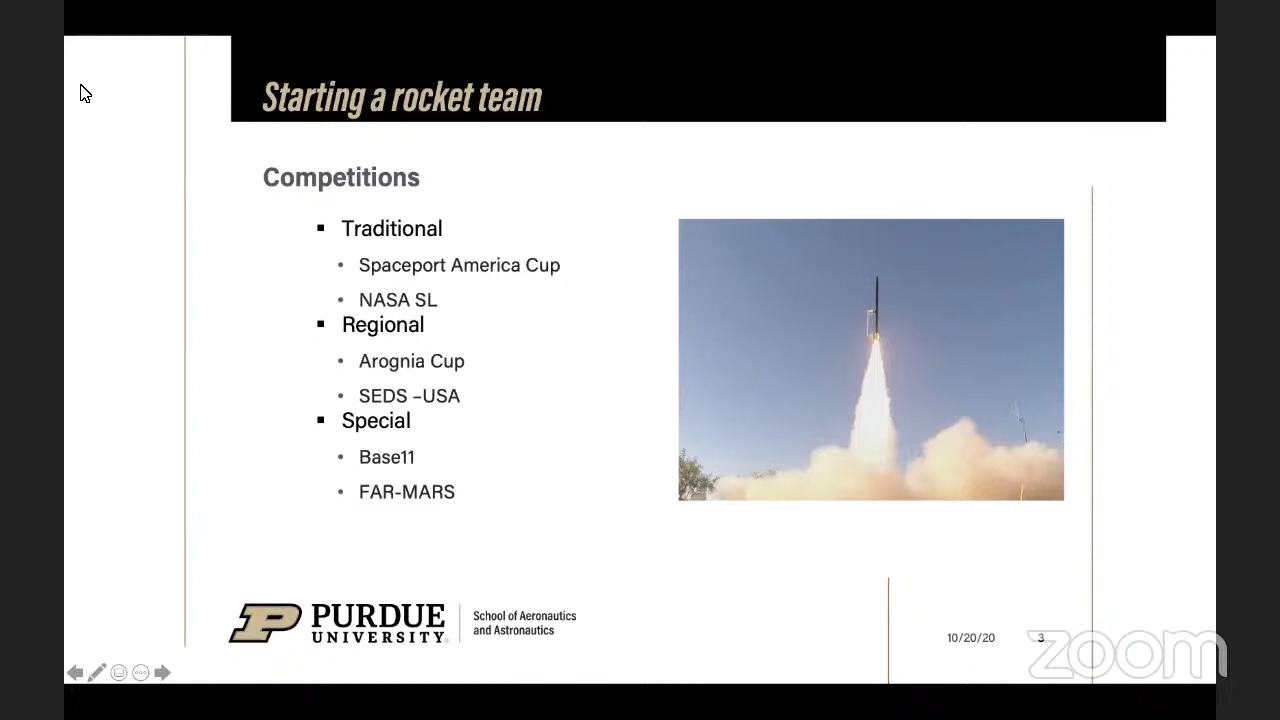 Starting a rocket team
Competitions
Traditional
Spaceport America Cup
NASA SL
Regional
Arognia Cup
SEDS –USA
Special
Base11
FAR-MARS
PURDUE
UNIVERSITY
School of Aeronautics
and Astronautics
10/20/20
3
zoom